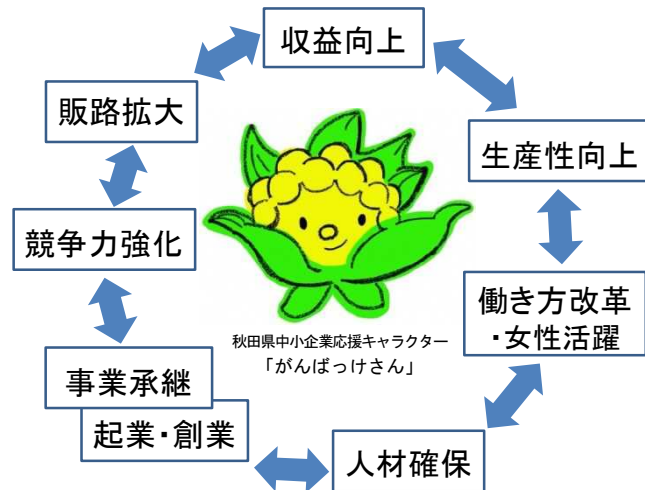 収益向上
販路拡大
生産性向上
競争力強化
働き方改革
・女性活躍
秋田県中小企業応援キャラクター
「がんばっけさん」
事業承継
起業・創業
人材確保